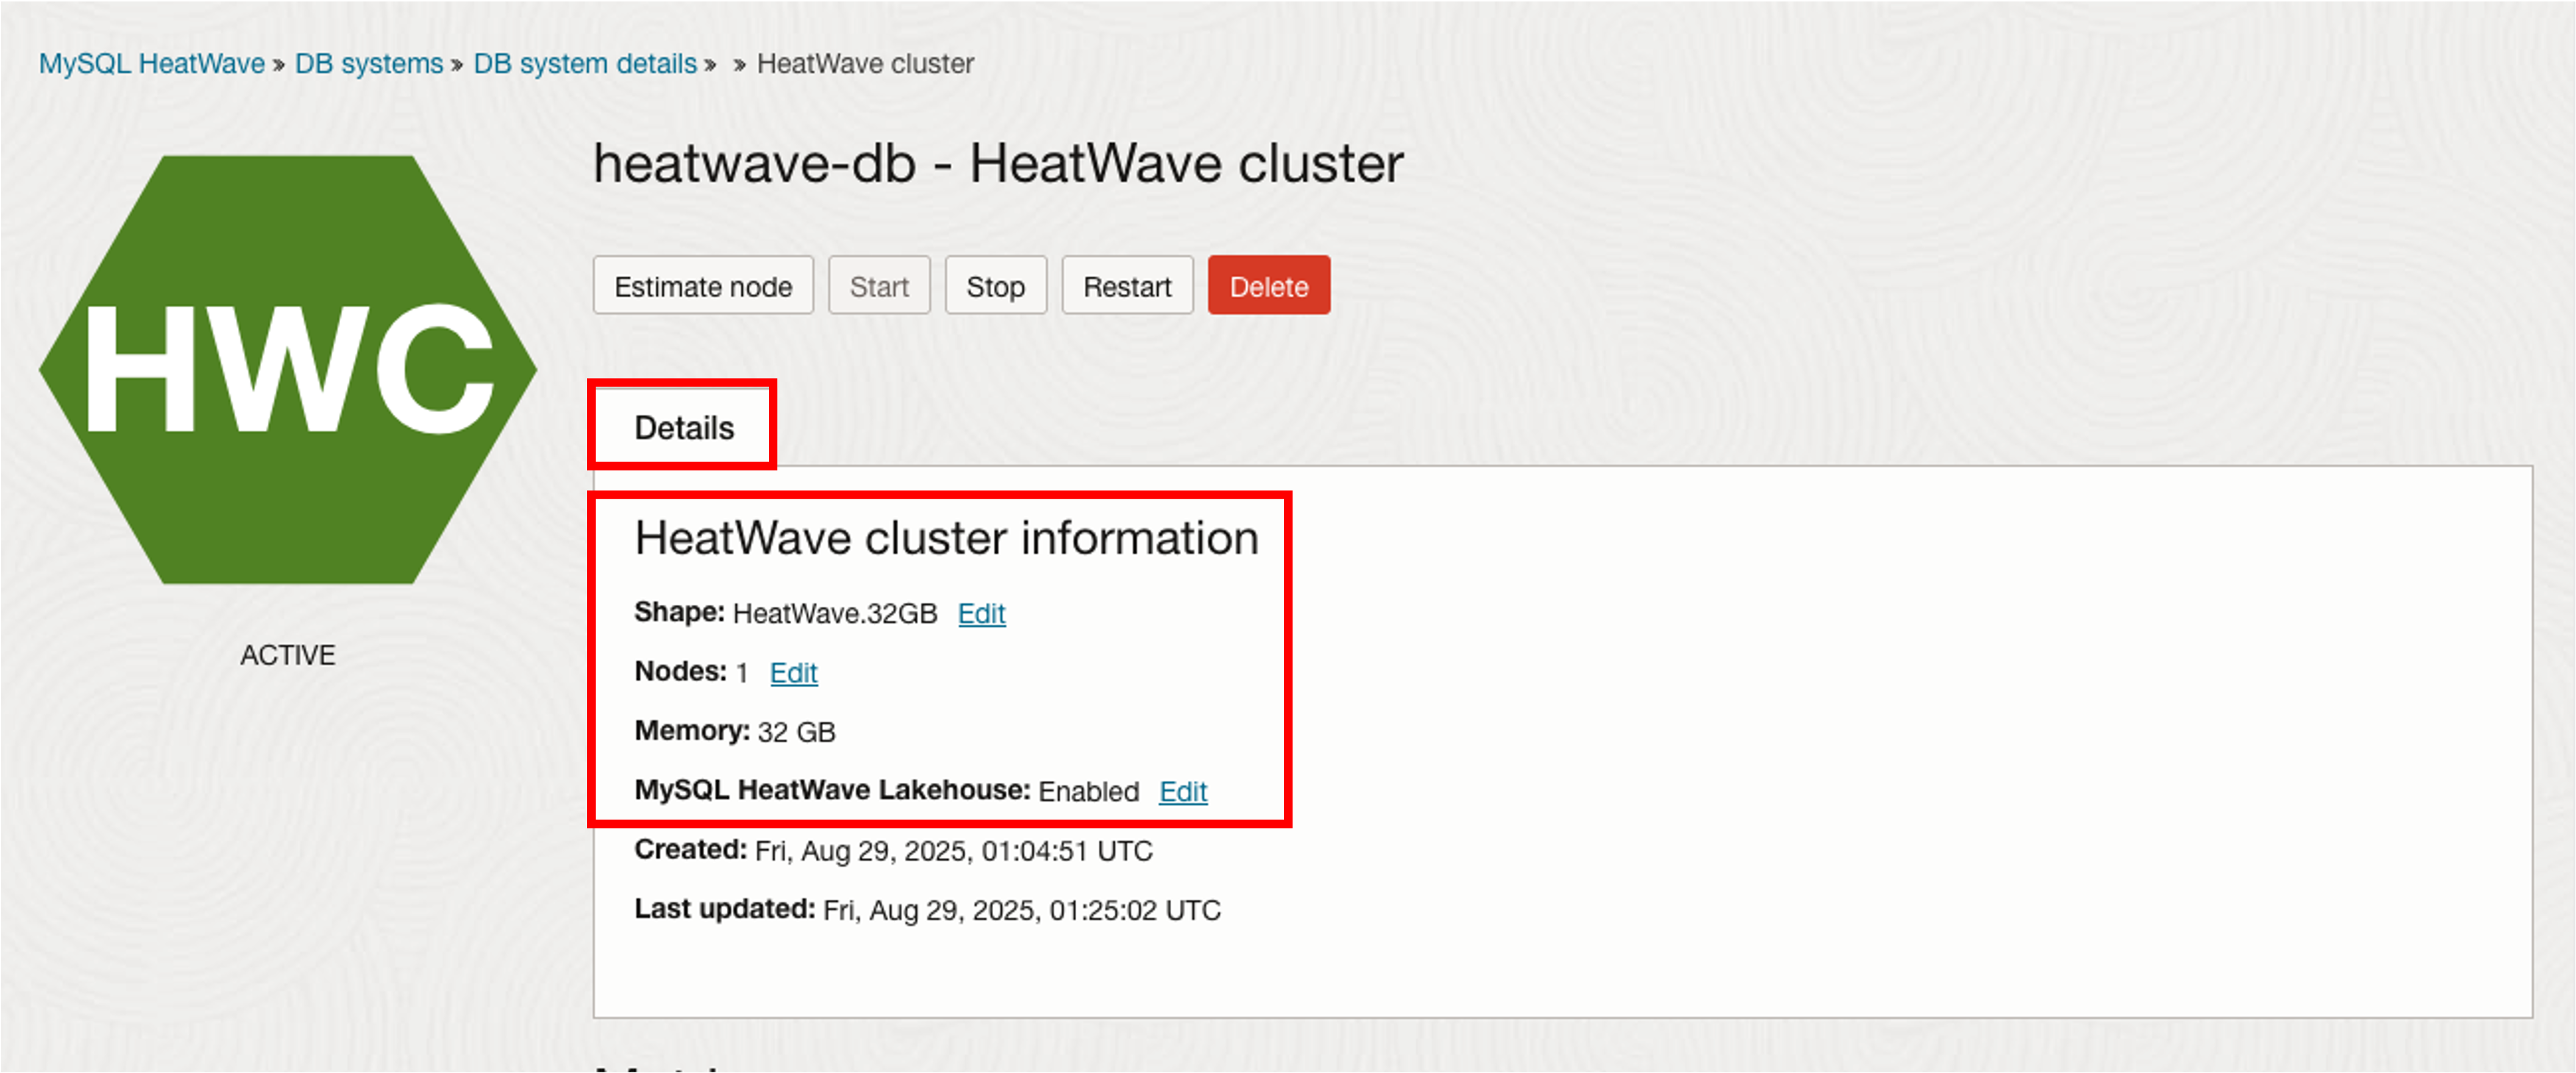 MySQL HeatWave » DB systems » DB system details » » HeatWave cluster
HWC
ACTIVE
heatwave-db - HeatWave cluster
Estimate node Start Stop Restart Delete
Details
HeatWave cluster information
Shape: HeatWave.32GB Edit
Nodes: 1 Edit
Memory: 32 GB
MySQL HeatWave Lakehouse: Enabled Edit
Created: Fri, Aug 29, 2025, 01:04:51 UTC
Last updated: Fri, Aug 29, 2025, 01:25:02 UTC